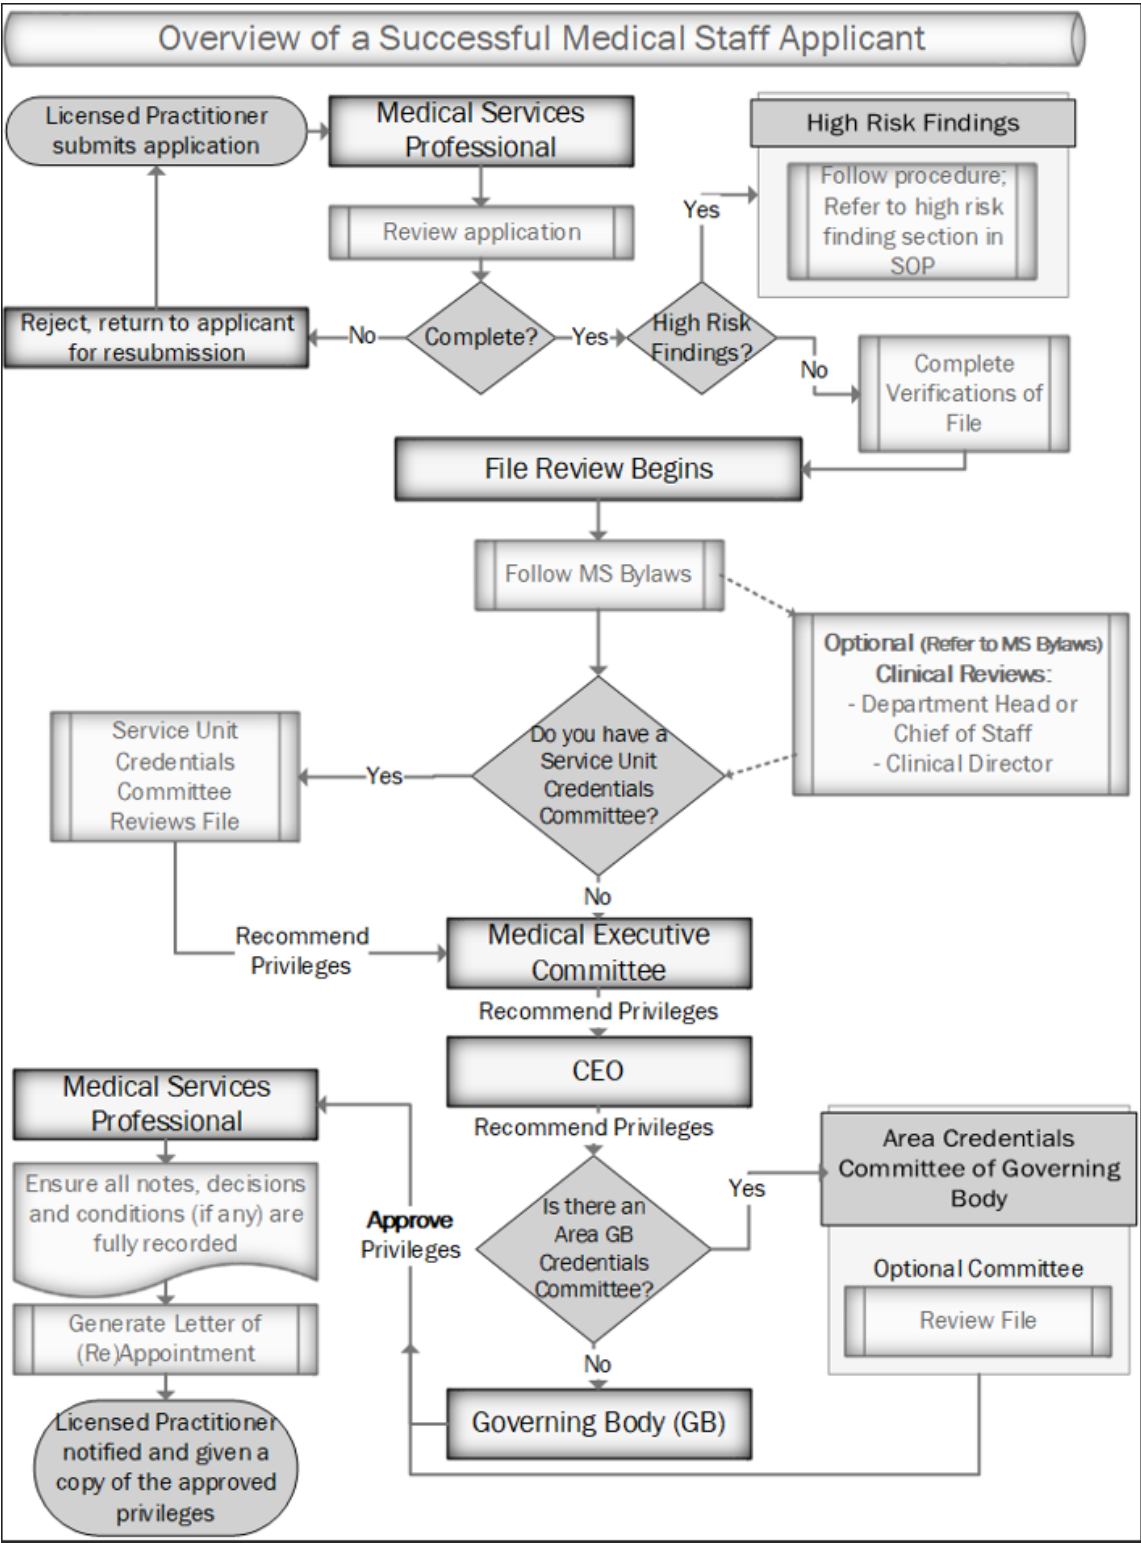 Overview of a Successful Medical Staff Applicant
Licensed Practitioner
submits application
Medical Services
Professional
High Risk Findings
Follow procedure;
Refer to high risk
finding section in
SOP
Yes
Review application
Reject, return to applicant
for resubmission
No
Complete?
Yes
High Risk
Findings?
No
Complete
Verifications of
File
File Review Begins
Follow MS Bylaws
Optional (Refer to MS Bylaws)
Clinical Reviews:
- Department Head or
Chief of Staff
- Clinical Director
Do you have a
Service Unit
Credentials
Committee?
Yes
Service Unit
Credentials
Committee
Reviews File
No
Recommend
Privileges
Medical Executive
Committee
Recommend Privileges
CEO
Recommend Privileges
Is there an
Area GB
Credentials
Committee?
Yes
Area Credentials
Committee of Governing
Body
Optional Committee
Review File
No
Governing Body (GB)
Approve
Privileges
Medical Services
Professional
Ensure all notes, decisions
and conditions (if any) are
fully recorded
Generate Letter of
(Re)Appointment
Licensed Practitioner
notified and given a
copy of the approved
privileges